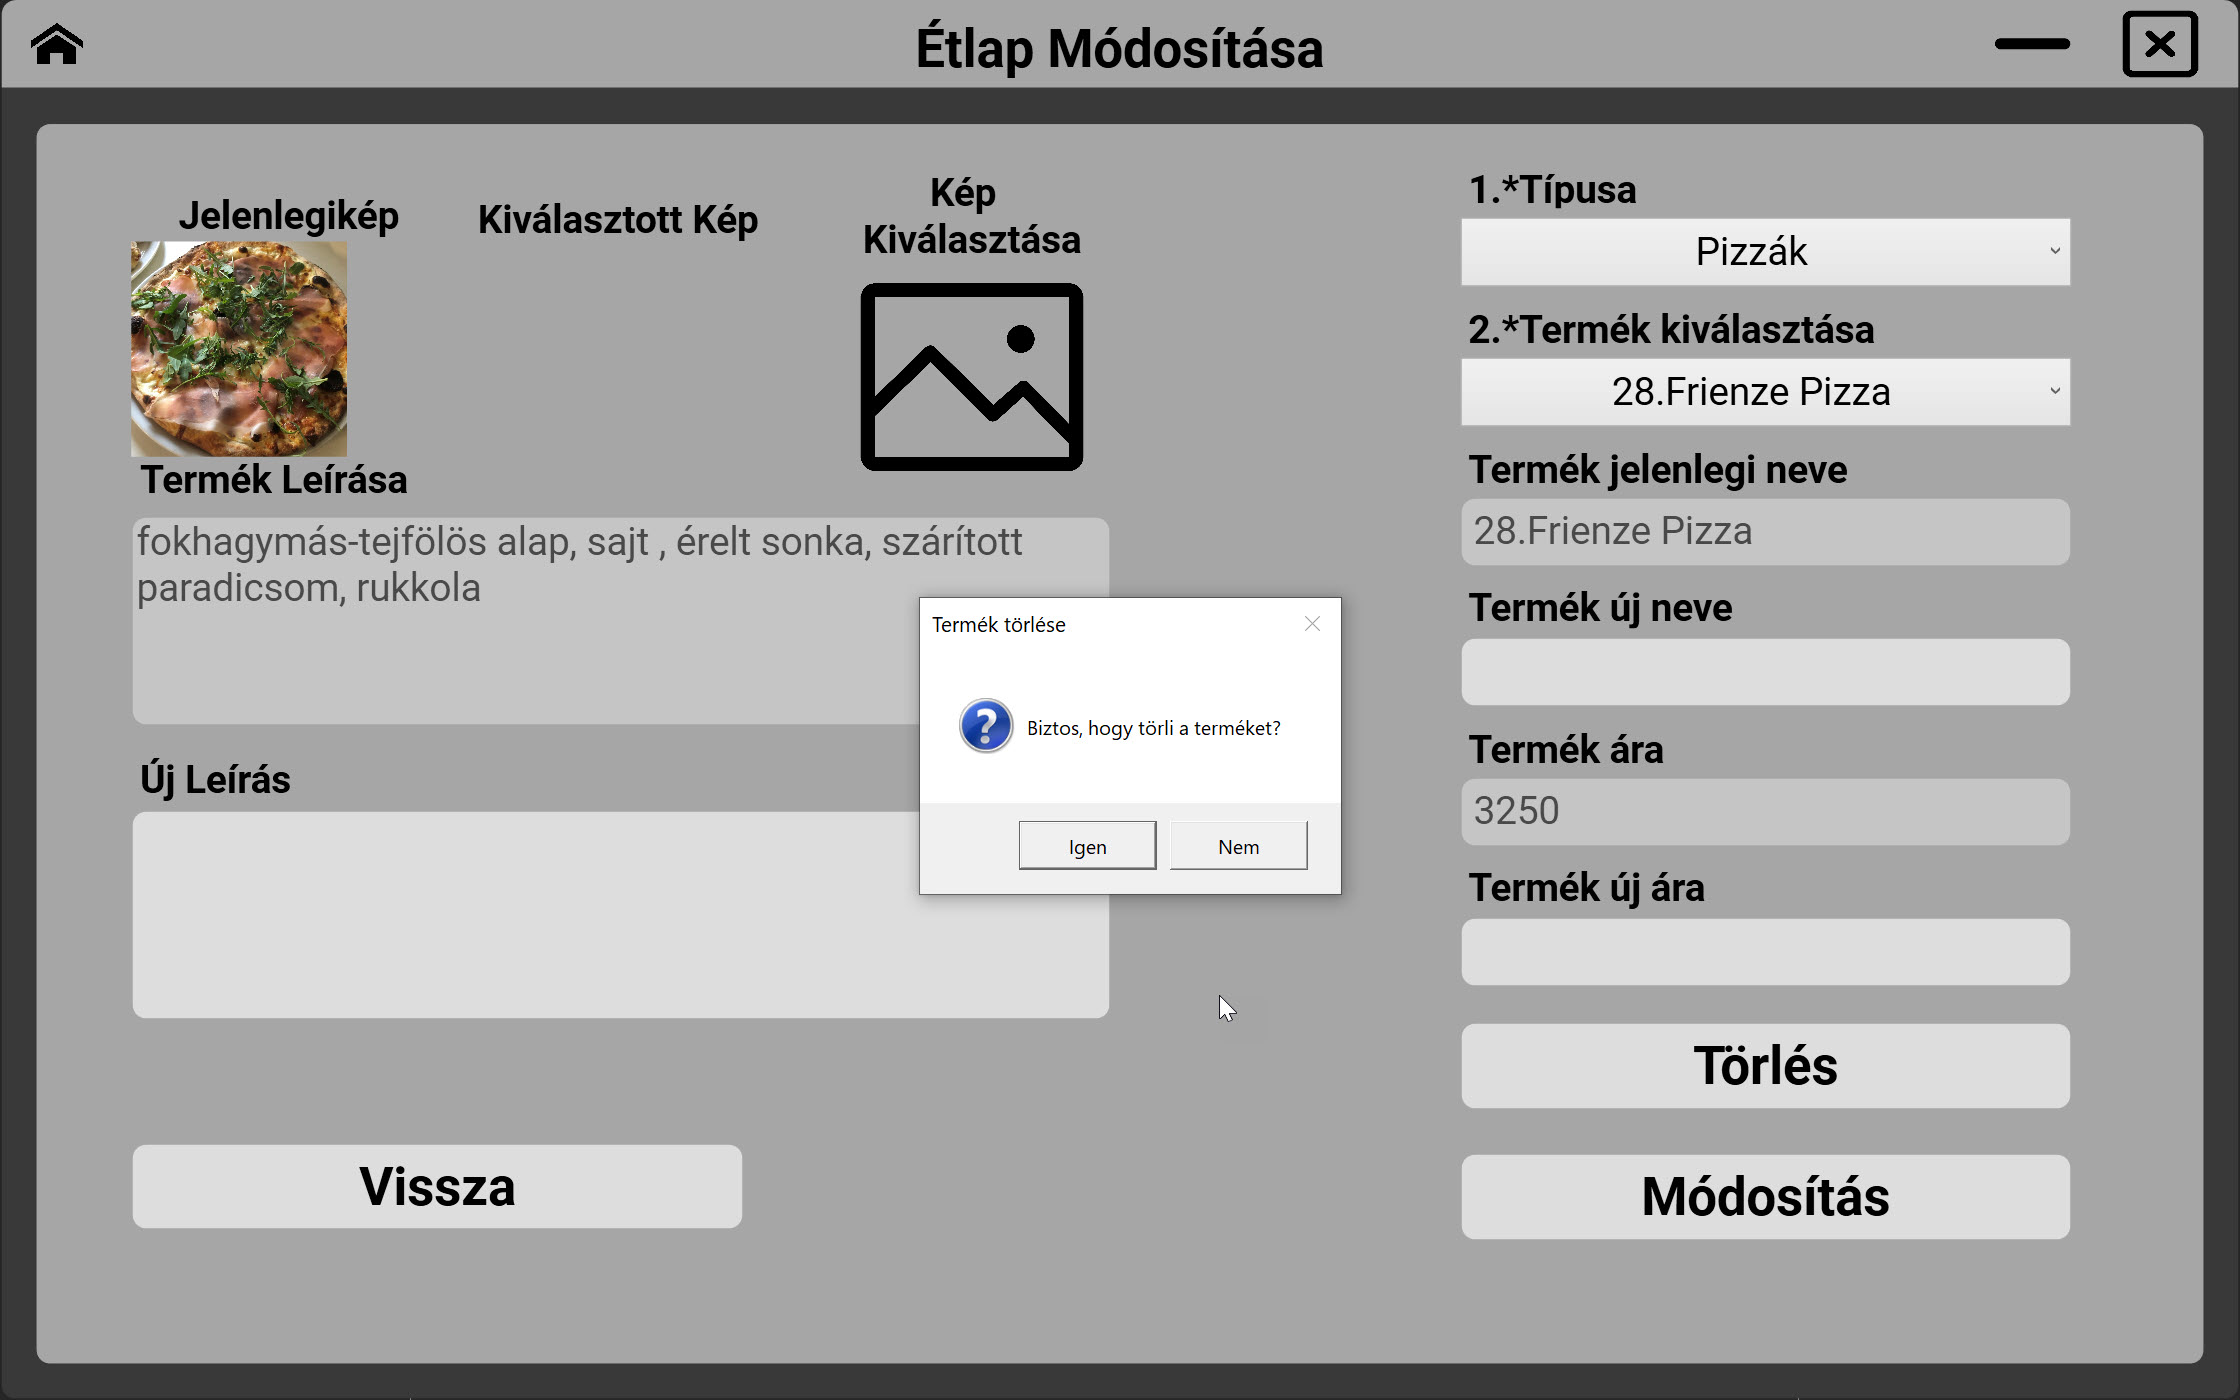 Étlap Módosítása
Jelenlegikép
Kiválasztott Kép
Kép
Kiválasztása
Termék Leírása
fokhagymás-tejfölös alap, sajt , érelt sonka, szárított
paradicsom, rukkola
Új Leírás
Vissza
1.*Típusa
Pizzák
2.*Termék kiválasztása
28.Frienze Pizza
Termék jelenlegi neve
28.Frienze Pizza
Termék új neve
Termék ára
3250
Termék új ára
Törlés
Módosítás
Termék törlése
Biztos, hogy törli a terméket?
Igen
Nem